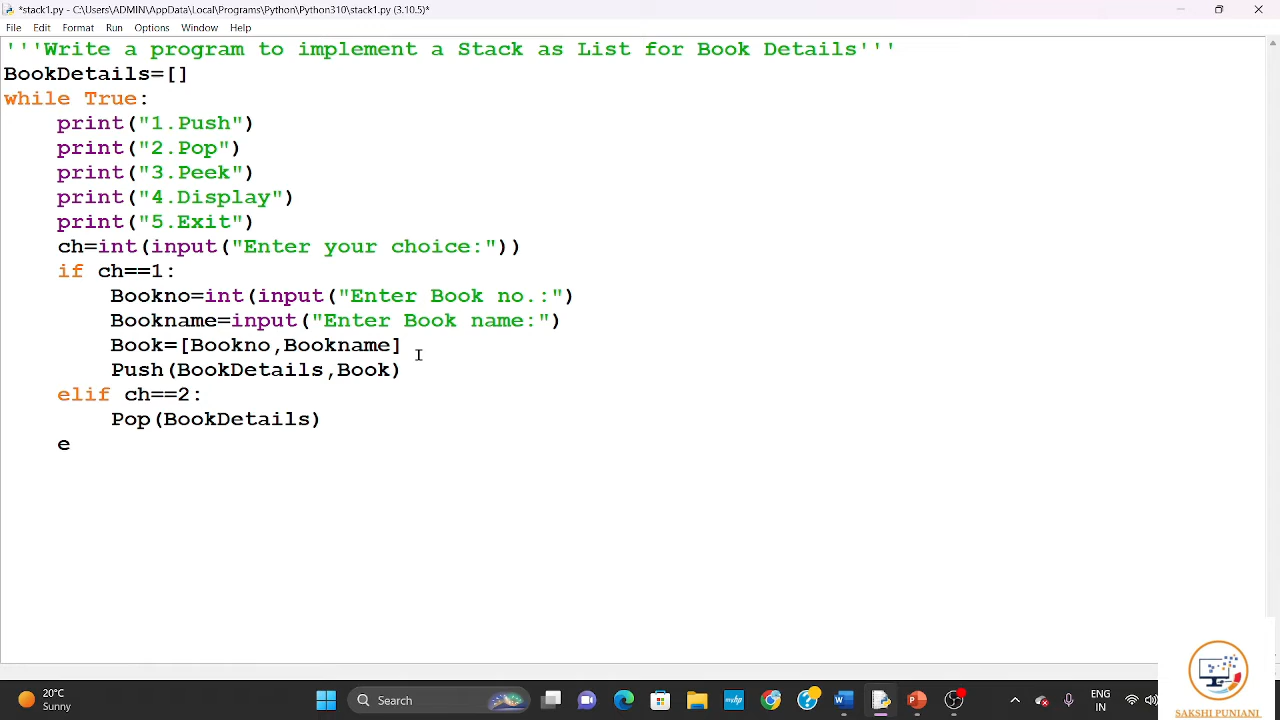 *stack1.py - C:\Users\ADMIN\AppData\Local\Programs\Python\Python310\stack1.py (3.10.5)*
File Edit Format Run Options Window Help
'''Write a program to implement a Stack as List for Book Details'''
BookDetails=[]
while True:
    print("1.Push")
    print("2.Pop")
    print("3.Peek")
    print("4.Display")
    print("5.Exit")
    ch=int(input("Enter your choice:"))
    if ch==1:
        Bookno=int(input("Enter Book no.:")
        Bookname=input("Enter Book name:")
        Book=[Bookno,Bookname]
        Push(BookDetails,Book)
    elif ch==2:
        Pop(BookDetails)
    e
SAKSHI PUNIANI
20°C
Sunny
Search
myhp
ENG
IN